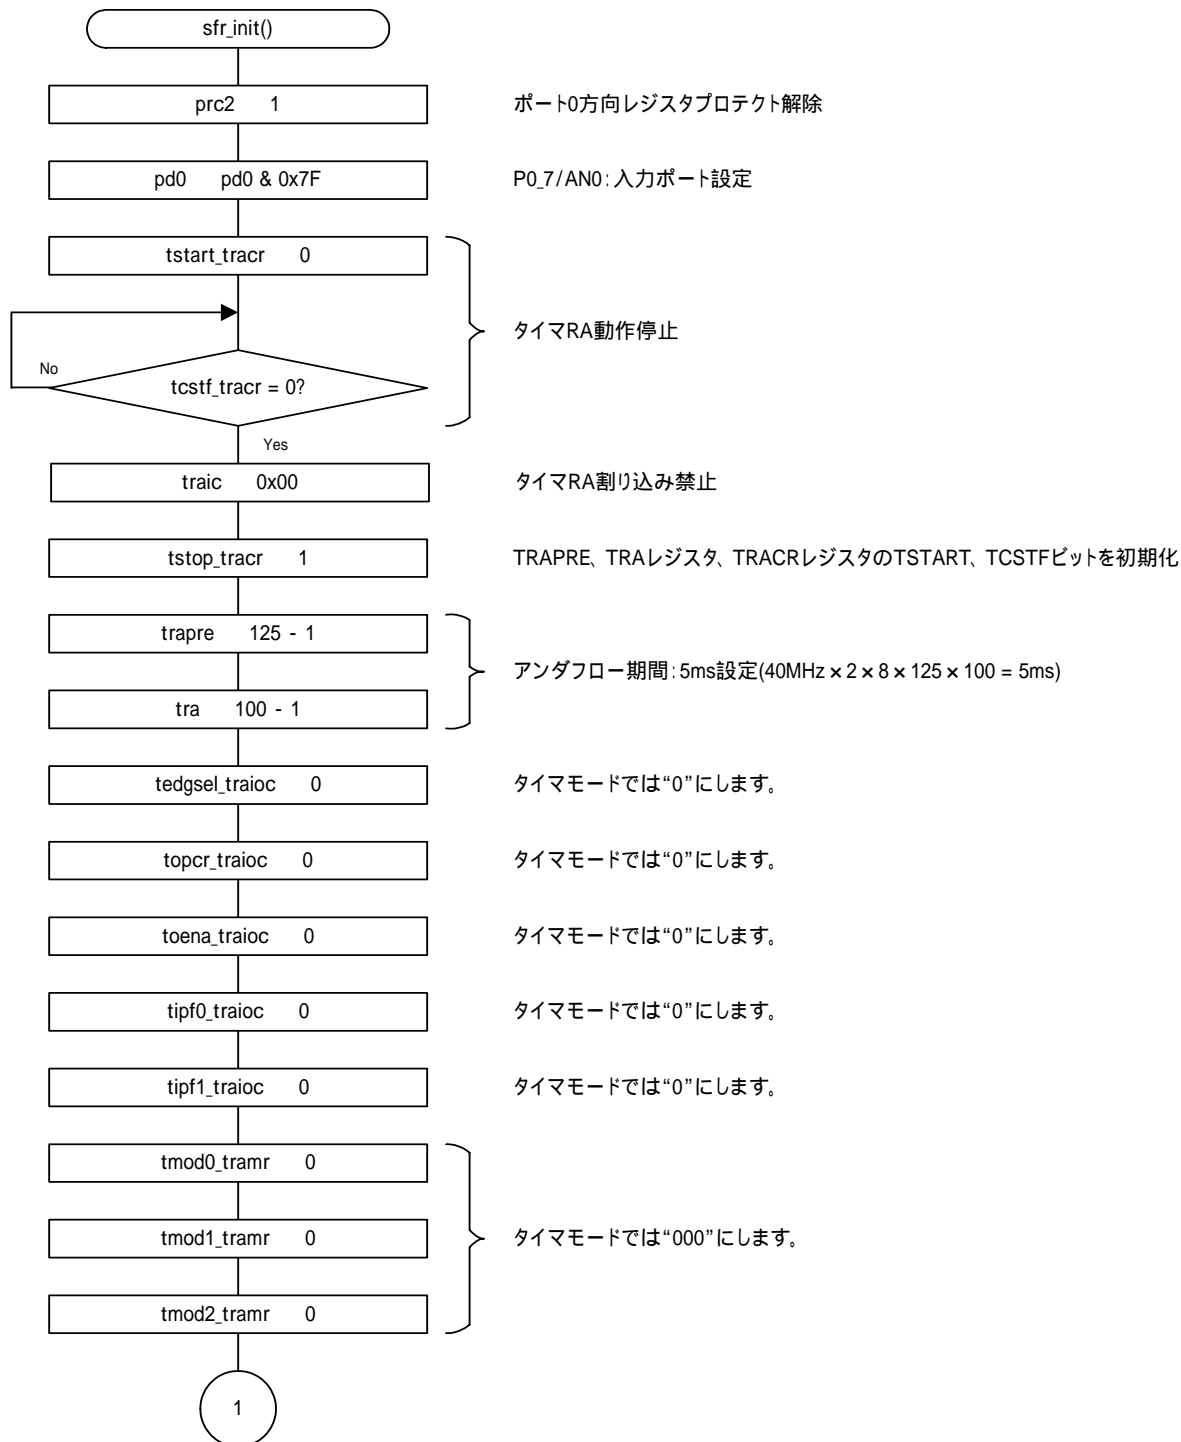 sfr_init()
prc2 1
ポート0方向レジスタプロテクト解除
pd0 pd0 & 0x7F
P0_7/AN0：入力ポート設定
tstart_tracr 0
タイマRA動作停止
No
tcstf_tracr = 0?
Yes
traic 0x00
タイマRA割り込み禁止
tstop_tracr 1
TRAPRE、TRAレジスタ、TRACRレジスタのTSTART、TCSTFビットを初期化
trapre 125 - 1
アンダフロー期間：5ms設定(40MHz × 2 × 8 × 125 × 100 = 5ms)
tra 100 - 1
tedgsel_traioc 0
タイマモードでは“0”にします。
topcr_traioc 0
タイマモードでは“0”にします。
toena_traioc 0
タイマモードでは“0”にします。
tipf0_traioc 0
タイマモードでは“0”にします。
tipf1_traioc 0
タイマモードでは“0”にします。
tmod0_tramr 0
tmod1_tramr 0
タイマモードでは“000”にします。
tmod2_tramr 0
1